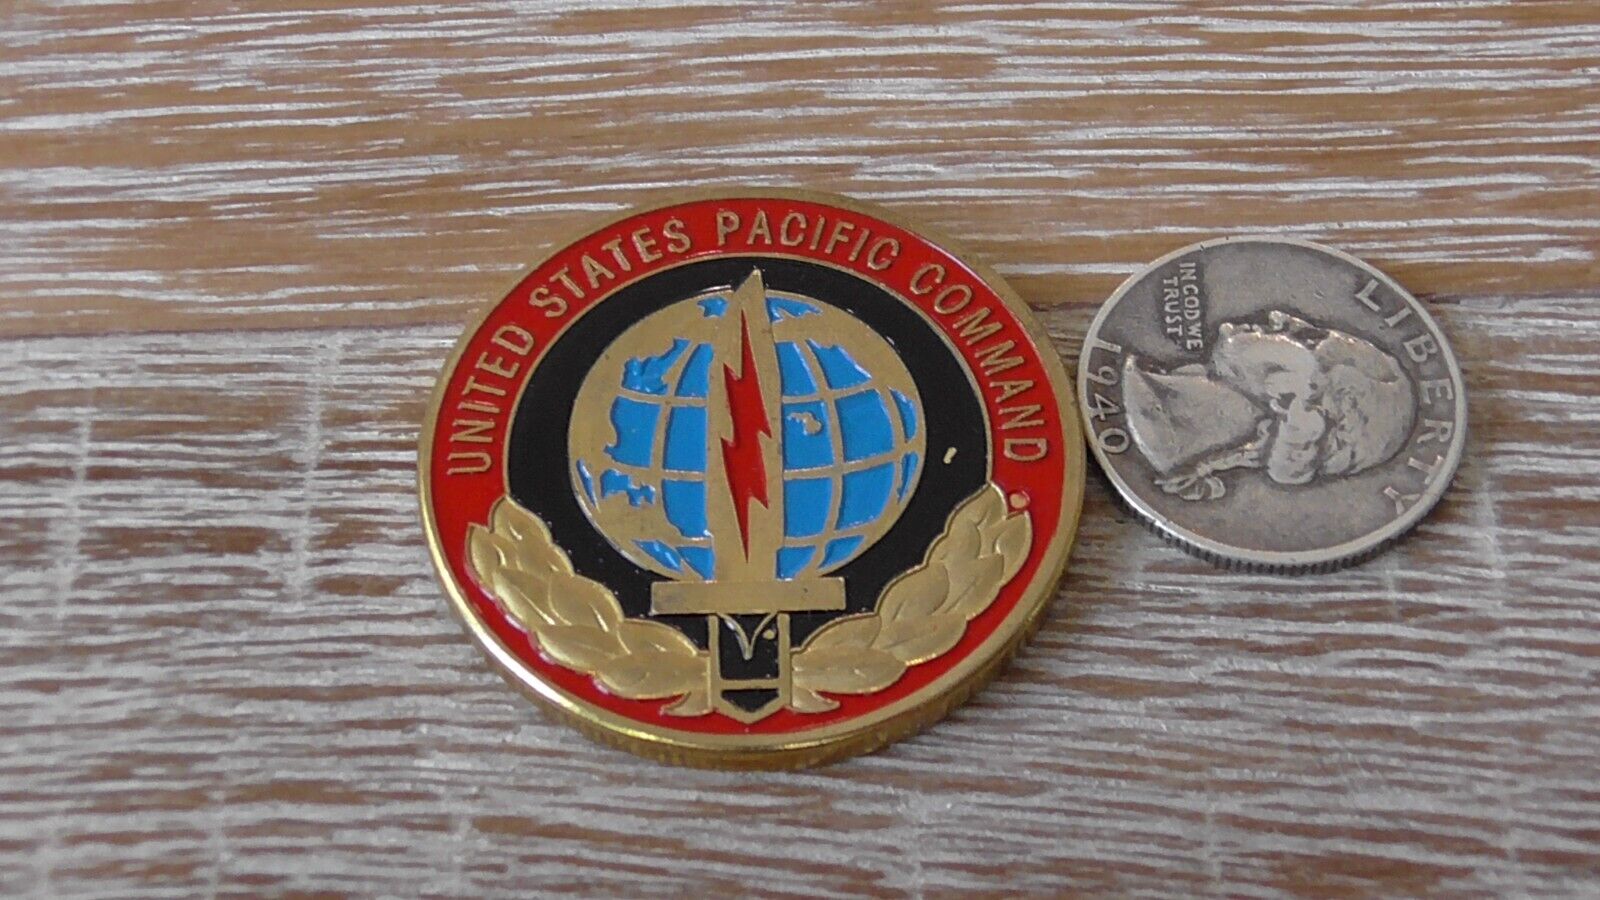 UNITED STATES PACIFIC COMMAND
LIBERTY
IN GOD WE
TRUST
1940